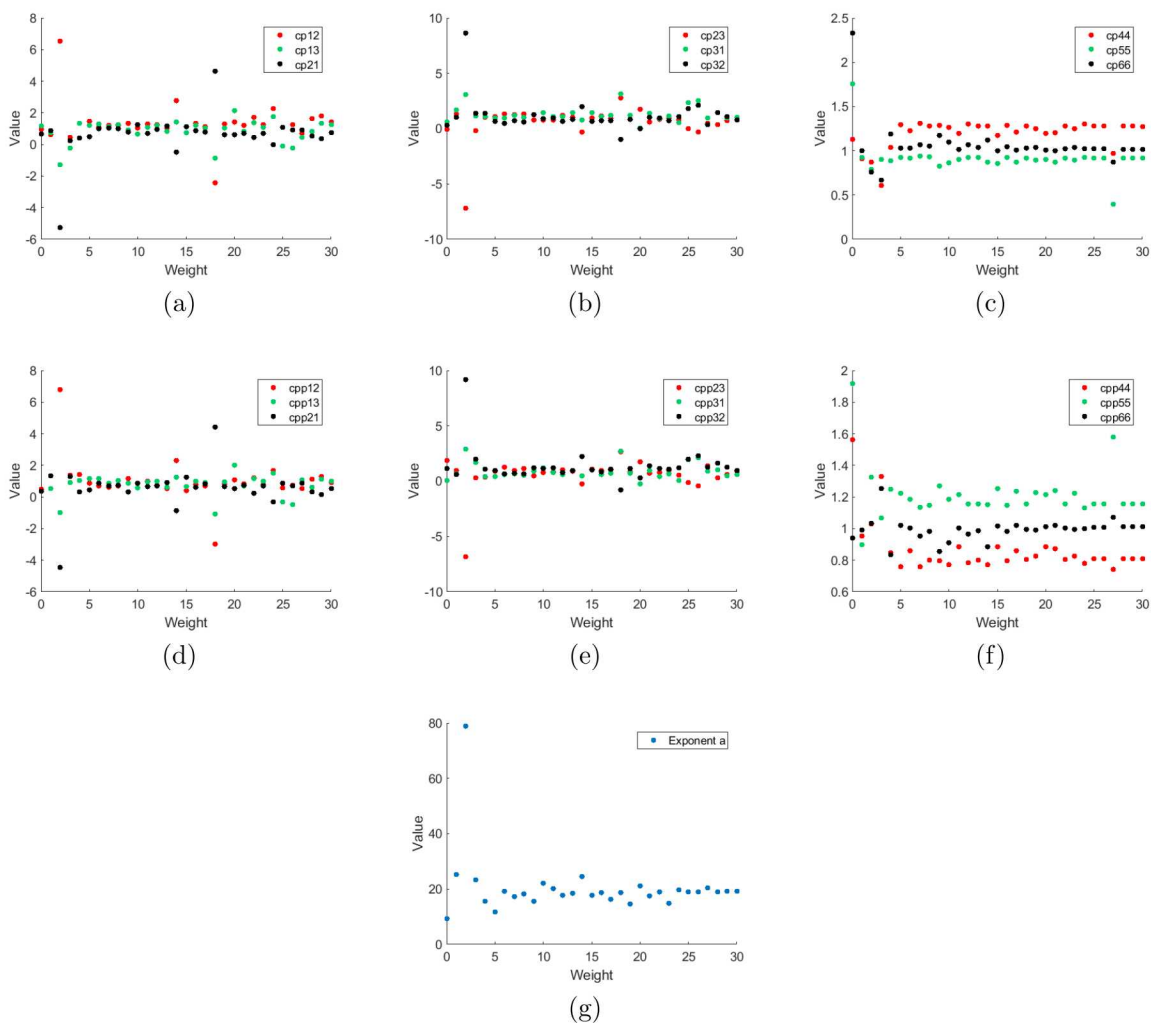 8
6
4
2
0
-2
-4
-6
Value
0 5 10 15 20 25 30
Weight
cp12
cp13
cp21
(a)
10
5
0
-5
-10
Value
0 5 10 15 20 25 30
Weight
cp23
cp31
cp32
(b)
2.5
2
1.5
1
0.5
0
Value
0 5 10 15 20 25 30
Weight
cp44
cp55
cp66
(c)
8
6
4
2
0
-2
-4
-6
Value
0 5 10 15 20 25 30
Weight
cpp12
cpp13
cpp21
(d)
10
5
0
-5
-10
Value
0 5 10 15 20 25 30
Weight
cpp23
cpp31
cpp32
(e)
2
1.8
1.6
1.4
1.2
1
0.8
0.6
Value
0 5 10 15 20 25 30
Weight
cpp44
cpp55
cpp66
(f)
80
60
40
20
0
Value
0 5 10 15 20 25 30
Weight
Exponent a
(g)